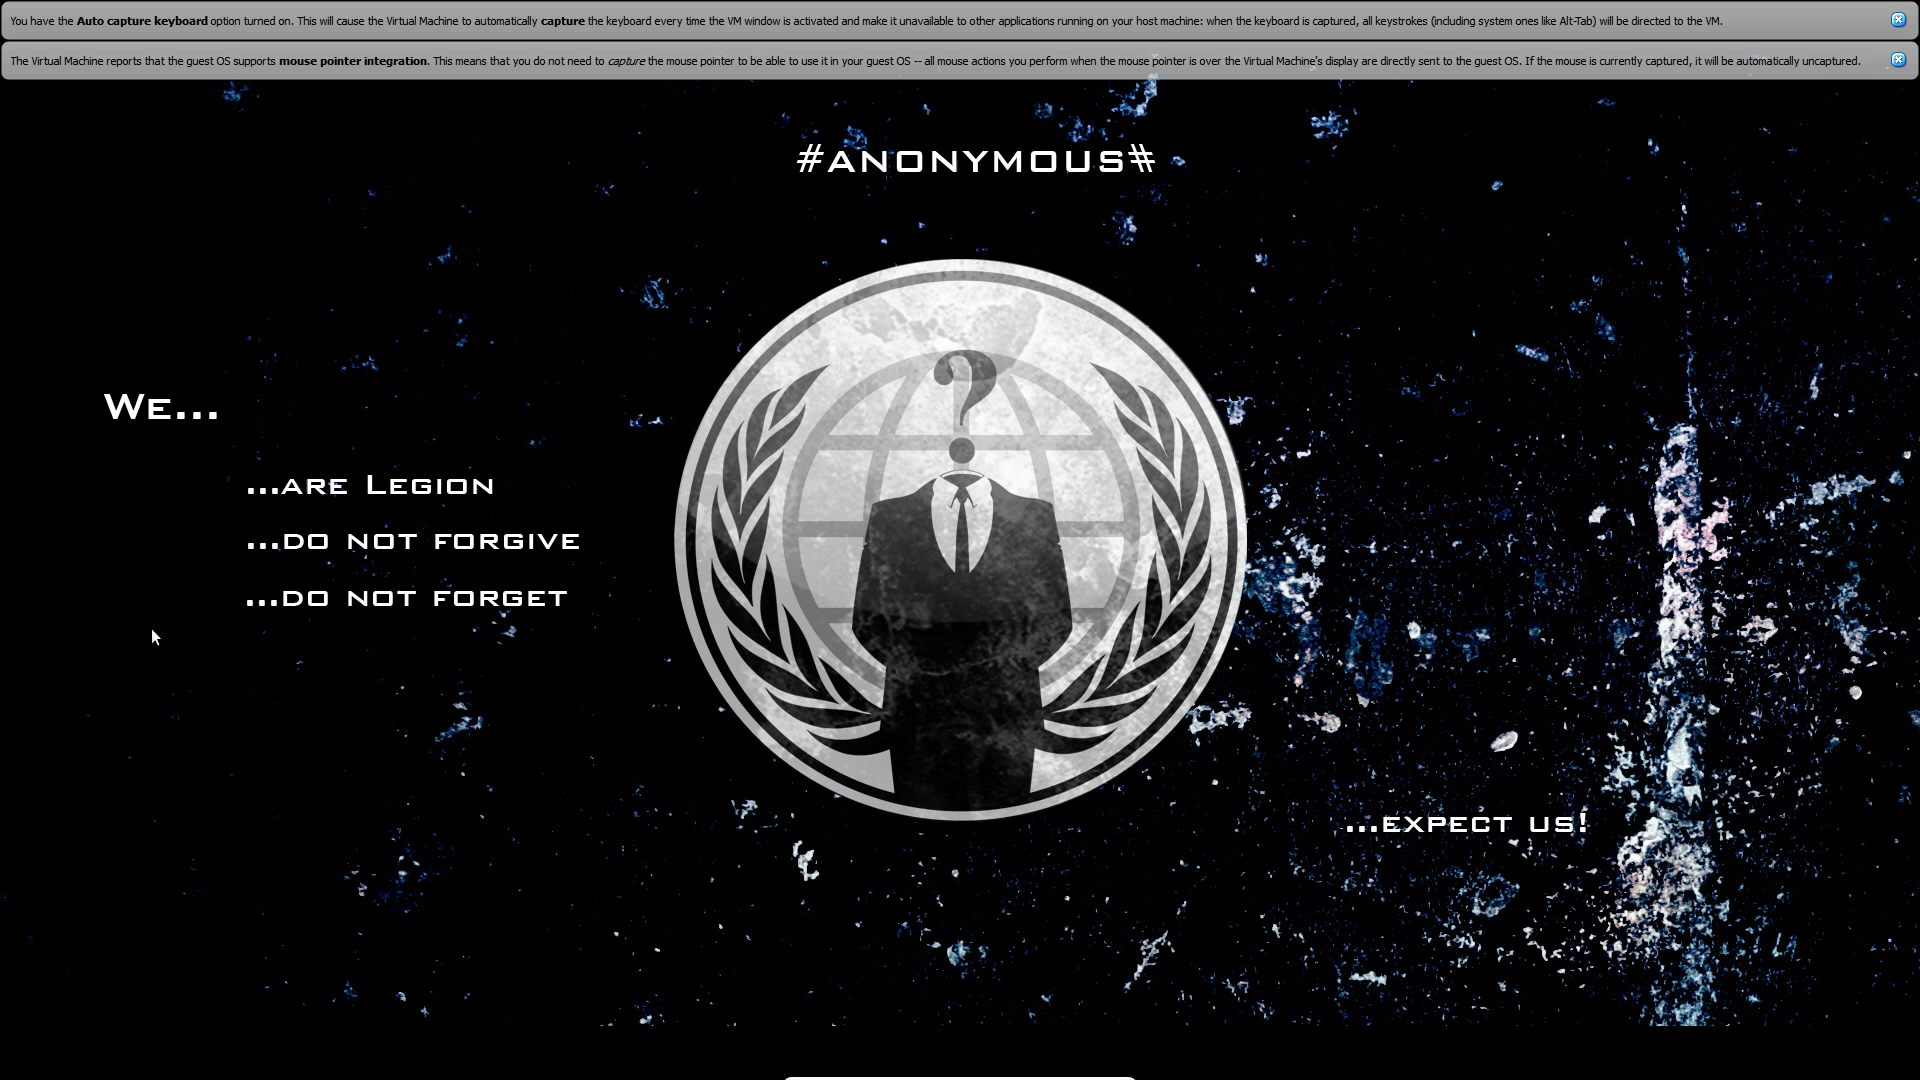 You have the Auto capture keyboard option turned on. This will cause the Virtual Machine to automatically capture the keyboard every time the VM window is activated and make it unavailable to other applications running on your host machine: when the keyboard is captured, all keystrokes (including system ones like Alt-Tab) will be directed to the VM.
The Virtual Machine reports that the guest OS supports mouse pointer integration. This means that you do not need to capture the mouse pointer to be able to use it in your guest OS -- all mouse actions you perform when the mouse pointer is over the Virtual Machine's display are directly sent to the guest OS. If the mouse is currently captured, it will be automatically uncaptured.
#ANONYMOUS#
We...
...are Legion
...do not forgive
...do not forget
?
...expect us!